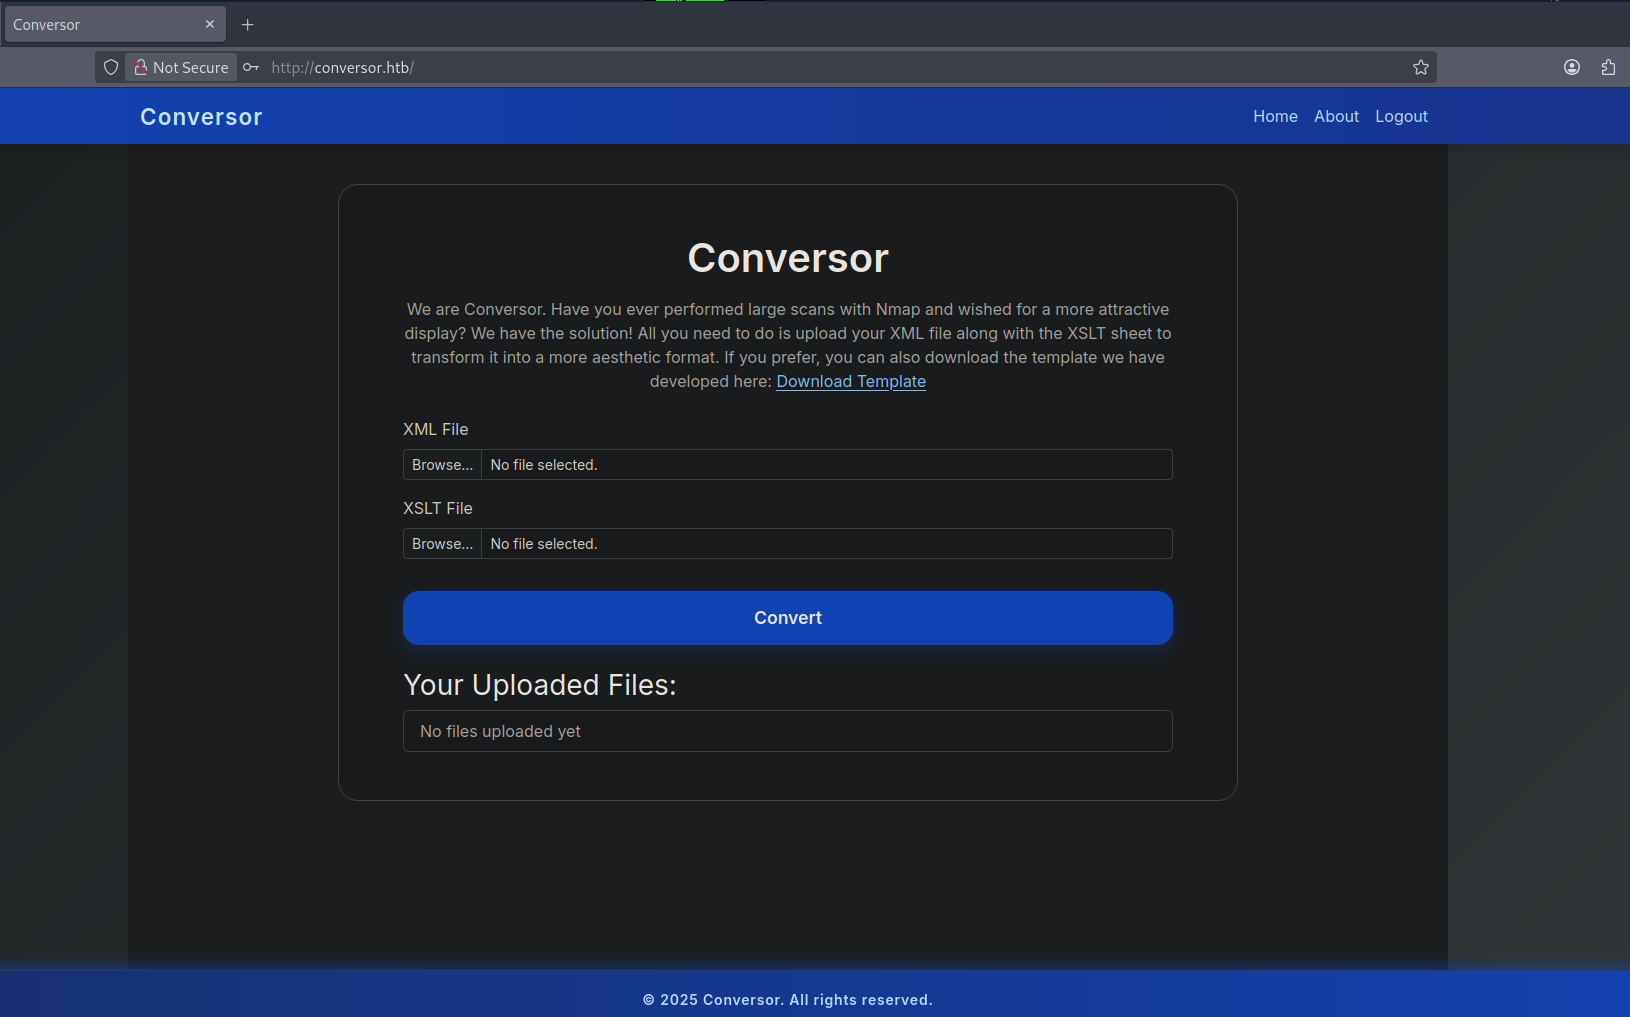 Conversor
Not Secure
http://conversor.htb/
Conversor
Home About Logout
Conversor
We are Conversor. Have you ever performed large scans with Nmap and wished for a more attractive
display? We have the solution! All you need to do is upload your XML file along with the XSLT sheet to
transform it into a more aesthetic format. If you prefer, you can also download the template we have
developed here: Download Template
XML File
Browse... No file selected.
XSLT File
Browse... No file selected.
Convert
Your Uploaded Files:
No files uploaded yet
© 2025 Conversor. All rights reserved.